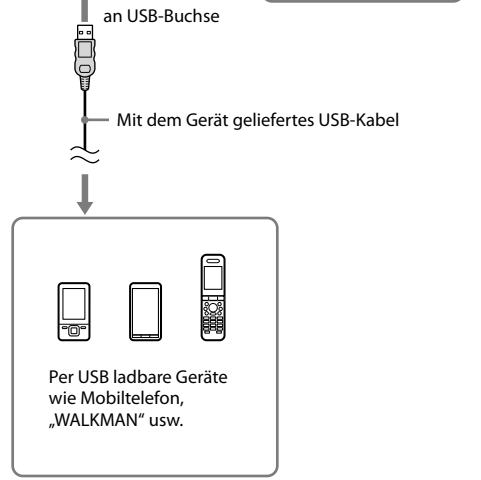 an USB-Buchse
Mit dem Gerät geliefertes USB-Kabel
Per USB ladbare Geräte
wie Mobiltelefon,
„WALKMAN“ usw.